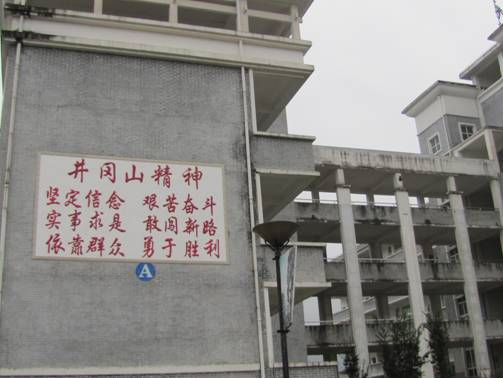 井冈山精神
坚定信念 艰苦奋斗
实事求是 敢闯新路
依靠群众 勇于胜利
A